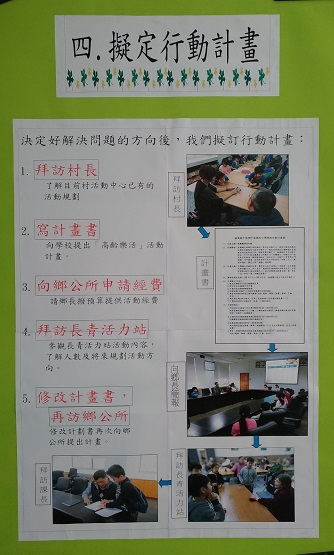 四.擬定行動計畫
決定好解決問題的方向後，我們擬訂行動計畫：
1. 拜訪村長
了解目前村活動中心已有的
活動規劃
2. 寫計畫書
向學校提出「高齡樂活」活動
計畫。
3. 向鄉公所申請經費
請鄉長撥預算提供活動經費
4. 拜訪長青活力站
參觀長青活力站活動內容，
了解人數及將來規劃活動方
向。
5. 修改計畫書，
再訪鄉公所
修改計劃書再次向鄉
公所提出計畫。
拜訪村長
計畫書
向鄉長簡報
拜訪長青活力站
拜訪課長